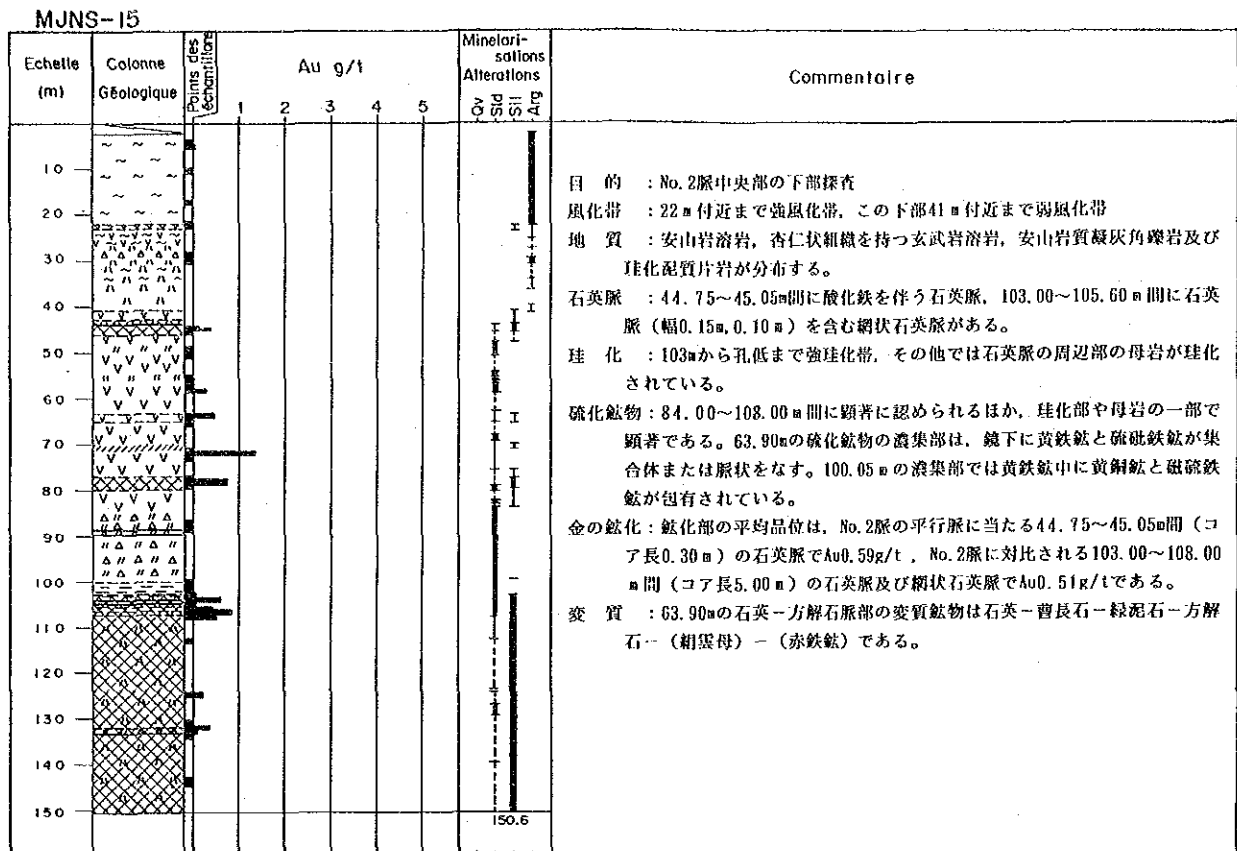 MJNS-15
Echelle (m)
Colonne Géologique
Points des échantillons
Au g/t
1 2 3 4 5
Minelari-
sations
Alterations
Qv Sld Sil Arg
Commentaire
10
20
30
40
50
60
70
80
90
100
110
120
130
140
150
150.6
目 的 : No.2脈中央部の下部探査
風化帯 : 22m付近まで強風化帯, この下部41m付近まで弱風化帯
地 質 : 安山岩溶岩, 杏仁状組織を持つ玄武岩溶岩, 安山岩質凝灰角礫岩及び
珪化泥質片岩が分布する。
石英脈 : 44.75~45.05m間に酸化鉄を伴う石英脈, 103.00~105.60m間に石英
脈(幅0.15m,0.10m)を含む網状石英脈がある。
珪 化 : 103mから孔底まで強珪化帯, その他では石英脈の周辺部の母岩が珪化
されている。
硫化鉱物 : 84.00~108.00m間に顕著に認められるほか, 珪化部や母岩の一部で
顕著である。63.90mの硫化鉱物の濃集部は, 鏡下に黄鉄鉱と硫砒鉄鉱が集
合体または脈状をなす。100.05mの濃集部では黄鉄鉱中に黄銅鉱と磁硫鉄
鉱が包有されている。
金の鉱化 : 鉱化部の平均品位は, No.2脈の平行脈に当たる44.75~45.05m間(コ
ア長0.30m)の石英脈でAu0.59g/t, No.2脈に対比される103.00~108.00
m間(コア長5.00m)の石英脈及び網状石英脈でAu0.51g/tである。
変 質 : 63.90mの石英-方解石脈部の変質鉱物は石英-曹長石-緑泥石-方解
石-(絹雲母)-(赤鉄鉱)である。